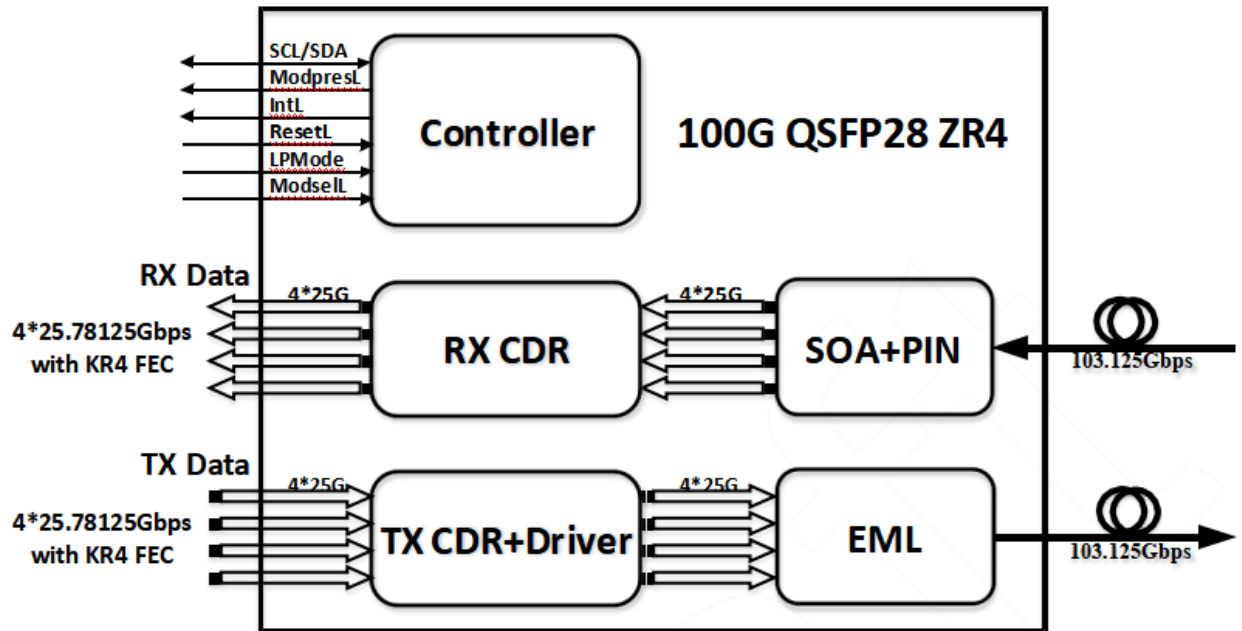 SCL/SDA
ModpresL
IntL
ResetL
LPMode
ModselL
Controller
100G QSFP28 ZR4
RX Data
4*25G
4*25G
4*25.78125Gbps
with KR4 FEC
RX CDR
SOA+PIN
103.125Gbps
TX Data
4*25G
4*25G
4*25.78125Gbps
with KR4 FEC
TX CDR+Driver
EML
103.125Gbps